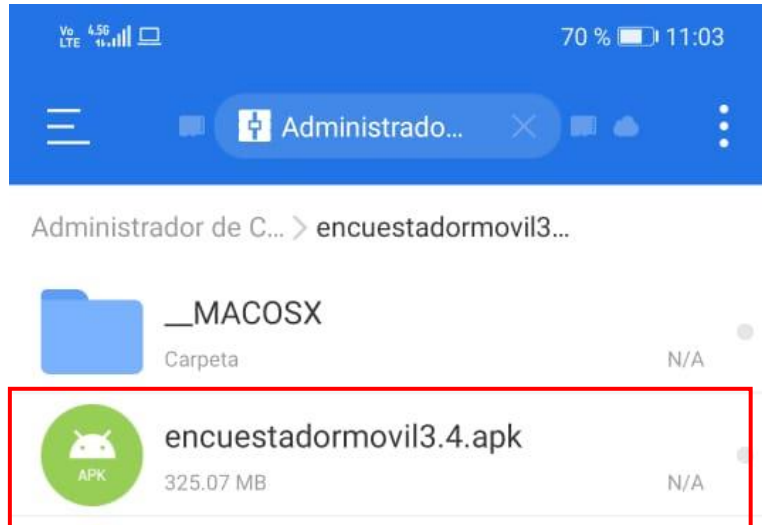 Vo LTE 4.5G 70 % 11:03
Administrado...
Administrador de C... > encuestadormovil3...
__MACOSX
Carpeta N/A
encuestadormovil3.4.apk
APK
325.07 MB N/A